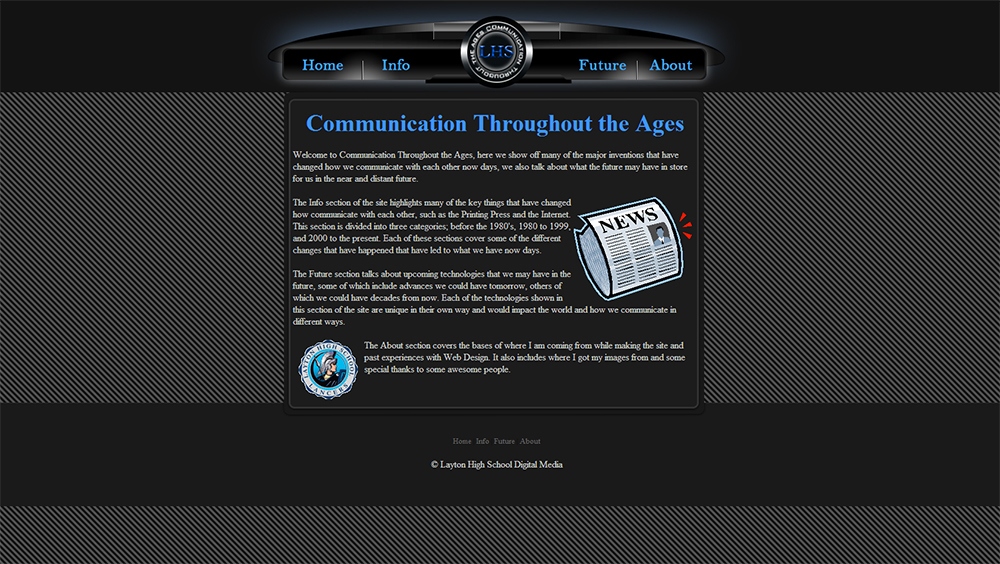 COMMUNICATION THROUGHOUT THE AGES
LHS
Home Info Future About
Communication Throughout the Ages
Welcome to Communication Throughout the Ages, here we show off many of the major inventions that have
changed how we communicate with each other now days, we also talk about what the future may have in store
for us in the near and distant future.
The Info section of the site highlights many of the key things that have changed
how communicate with each other, such as the Printing Press and the Internet.
This section is divided into three categories; before the 1980's, 1980 to 1999,
and 2000 to the present. Each of these sections cover some of the different
changes that have happened that have led to what we have now days.
NEWS
The Future section talks about upcoming technologies that we may have in the
future, some of which include advances we could have tomorrow, others of
which we could have decades from now. Each of the technologies shown in
this section of the site are unique in their own way and would impact the world and how we communicate in
different ways.
LAYTON HIGH SCHOOL
LANCERS
The About section covers the bases of where I am coming from while making the site and
past experiences with Web Design. It also includes where I got my images from and some
special thanks to some awesome people.
Home Info Future About
© Layton High School Digital Media